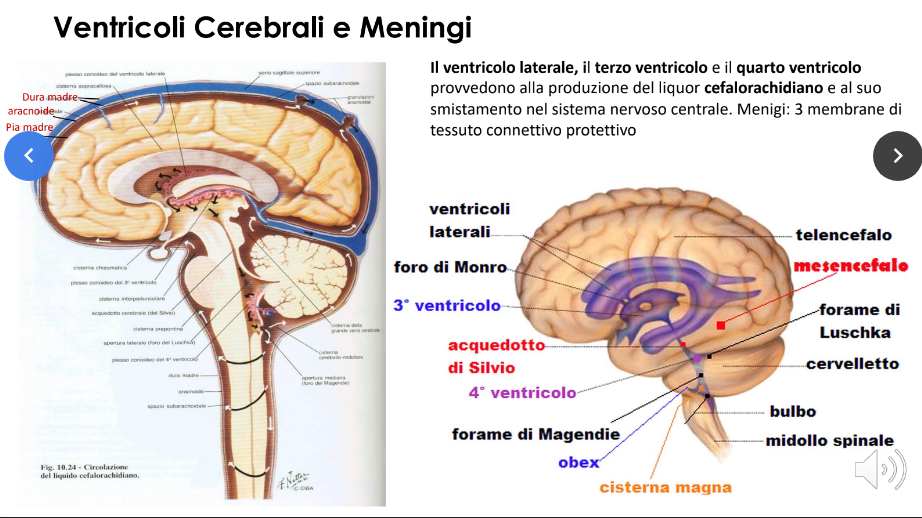 Ventricoli Cerebrali e Meningi
Il ventricolo laterale, il terzo ventricolo e il quarto ventricolo
provvedono alla produzione del liquor cefalorachidiano e al suo
smistamento nel sistema nervoso centrale. Menigi: 3 membrane di
tessuto connettivo protettivo
plesso corioideo del ventricolo laterale
seno sagittale superiore
cisterna sopracallosa
spazio subaracnoideo
granulazioni
aracnoidei
Dura madre
aracnoide
Pia madre
cisterna chiasmatica
plesso corioideo del 3° ventricolo
cisterna interpeduncolare
acquedotto cerebrale (del Silvio)
cisterna prepontina
apertura laterale (foro del Luschka)
plesso corioideo del 4° ventricolo
dura madre
aracnoide
spazio subaracnoideo
cisterna della
grande vena cerebrale
cisterna
cerebello-midollare
apertura mediana
(foro del Magendie)
Fig. 10.24 - Circolazione
del liquido cefalorachidiano.
© CIBA
ventricoli
laterali
foro di Monro
3° ventricolo
acquedotto
di Silvio
4° ventricolo
forame di Magendie
obex
cisterna magna
telencefalo
mesencefalo
forame di
Luschka
cervelletto
bulbo
midollo spinale